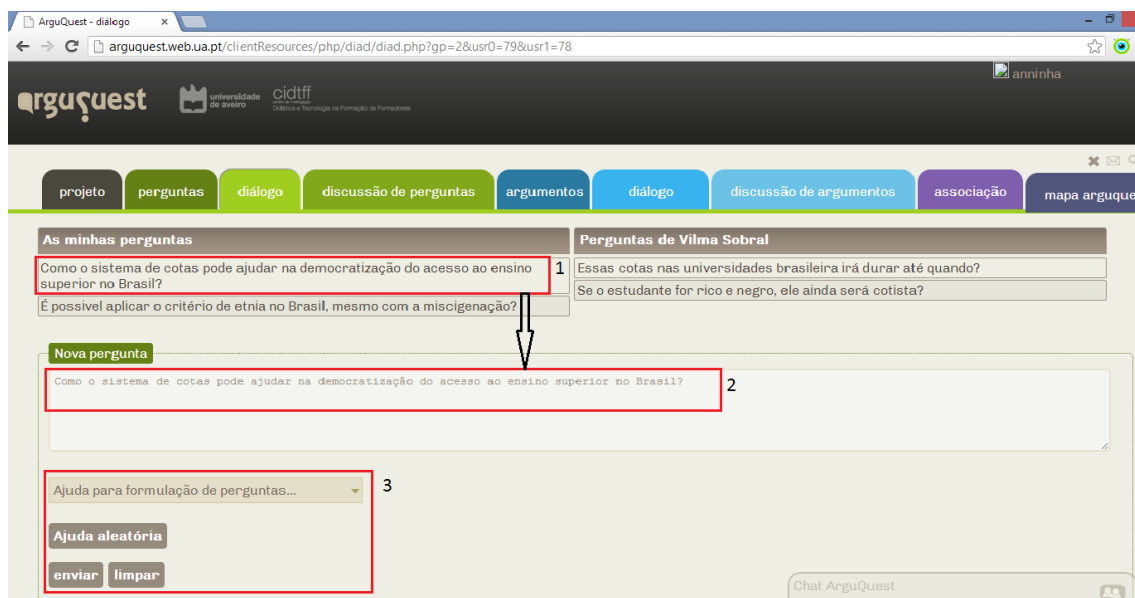 ArguQuest - diálogo
arguquest.web.ua.pt/clientResources/php/diad/diad.php?gp=2&usr0=79&usr1=78
anninha
arguquest
universidade de aveiro
cidtff
Didática e Tecnologia na Formação de Formadores
projeto
perguntas
diálogo
discussão de perguntas
argumentos
diálogo
discussão de argumentos
associação
mapa arguque
As minhas perguntas
Perguntas de Vilma Sobral
Como o sistema de cotas pode ajudar na democratização do acesso ao ensino
superior no Brasil?
1
Essas cotas nas universidades brasileira irá durar até quando?
Se o estudante for rico e negro, ele ainda será cotista?
É possivel aplicar o critério de etnia no Brasil, mesmo com a miscigenação?
Nova pergunta
Como o sistema de cotas pode ajudar na democratização do acesso ao ensino superior no Brasil?
2
Ajuda para formulação de perguntas...
3
Ajuda aleatória
enviar
limpar
Chat ArguQuest